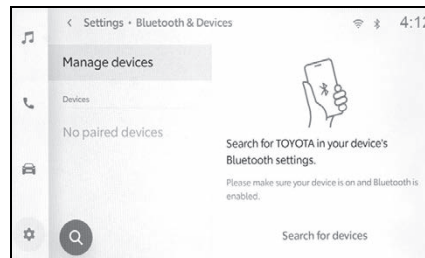 < Settings • Bluetooth & Devices
4:12
Manage devices
Devices
No paired devices
Search for TOYOTA in your device's
Bluetooth settings.
Please make sure your device is on and Bluetooth is
enabled.
Search for devices